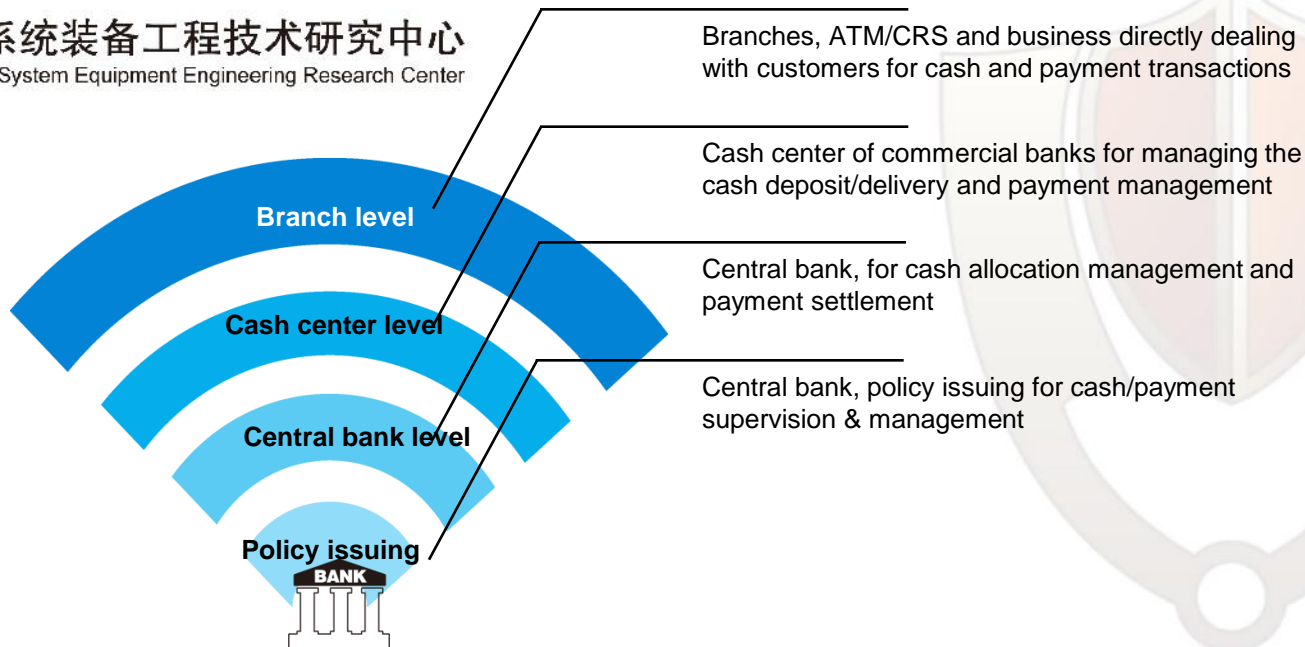 系统装备工程技术研究中心
System Equipment Engineering Research Center
Branches, ATM/CRS and business directly dealing
with customers for cash and payment transactions
Cash center of commercial banks for managing the
cash deposit/delivery and payment management
Central bank, for cash allocation management and
payment settlement
Central bank, policy issuing for cash/payment
supervision & management
Branch level
Cash center level
Central bank level
Policy issuing
BANK